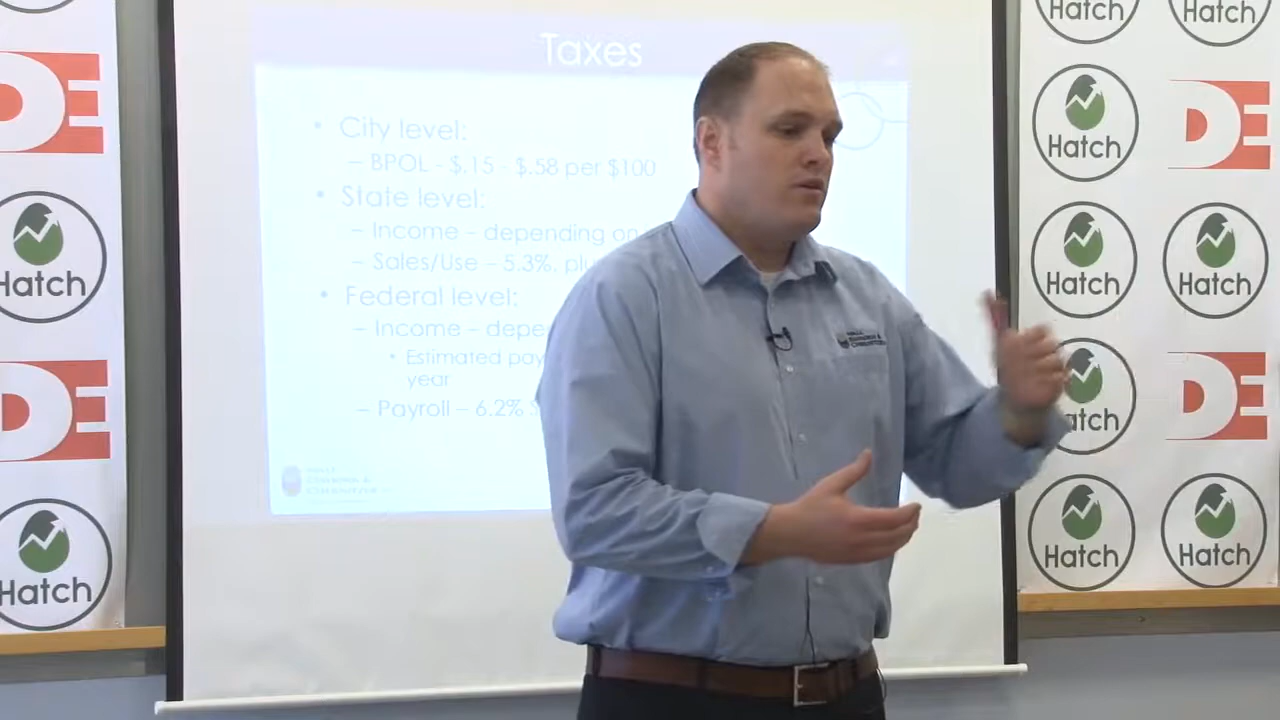 Taxes
• City level:
– BPOL - $.15 - $.58 per $100
• State level:
– Income – depending on
– Sales/Use – 5.3%, plu
• Federal level:
– Income – depe
• Estimated pay
year
– Payroll – 6.2%
DE
Hatch
DE
Hatch
Hatch
Hatch
Hatch
DE
Hatch
Hatch
atch
DE
Hatch
Hatch